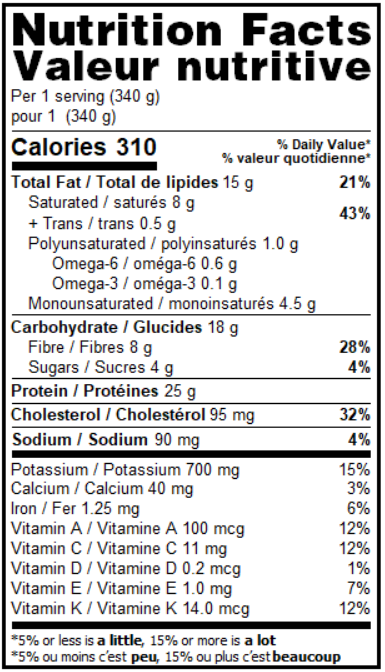 Nutrition Facts
Valeur nutritive
Per 1 serving (340 g)
pour 1 (340 g)
Calories 310
% Daily Value*
% valeur quotidienne*
Total Fat / Total de lipides 15 g 21%
Saturated / saturés 8 g
+ Trans / trans 0.5 g 43%
Polyunsaturated / polyinsaturés 1.0 g
Omega-6 / oméga-6 0.6 g
Omega-3 / oméga-3 0.1 g
Monounsaturated / monoinsaturés 4.5 g
Carbohydrate / Glucides 18 g
Fibre / Fibres 8 g 28%
Sugars / Sucres 4 g 4%
Protein / Protéines 25 g
Cholesterol / Cholestérol 95 mg 32%
Sodium / Sodium 90 mg 4%
Potassium / Potassium 700 mg 15%
Calcium / Calcium 40 mg 3%
Iron / Fer 1.25 mg 6%
Vitamin A / Vitamine A 100 mcg 12%
Vitamin C / Vitamine C 11 mg 12%
Vitamin D / Vitamine D 0.2 mcg 1%
Vitamin E / Vitamine E 1.0 mg 7%
Vitamin K / Vitamine K 14.0 mcg 12%
*5% or less is a little, 15% or more is a lot
*5% ou moins c'est peu, 15% ou plus c'est beaucoup